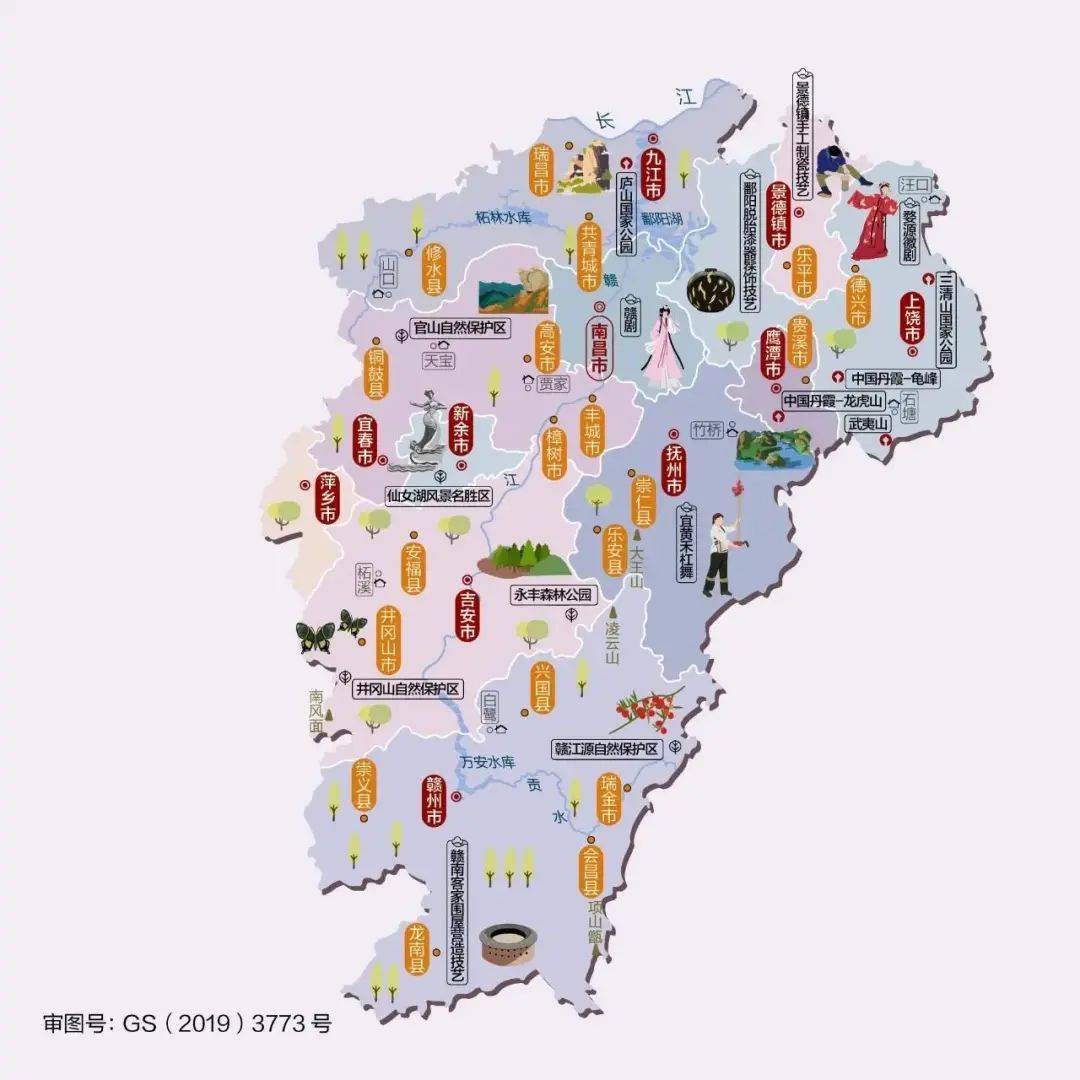 长江
景德镇手工制瓷技艺
瑞昌市
九江市
庐山国家公园
鄱阳脱胎漆器髹饰技艺
景德镇市
汪口
婺源徽剧
柘林水库
鄱阳湖
共青城市
修水县
山口
乐平市
德兴市
三清山国家公园
上饶市
赣江
赣剧
官山自然保护区
高安市
南昌市
贵溪市
鹰潭市
铜鼓县
天宝
贾家
中国丹霞-龟峰
中国丹霞-龙虎山
石塘
武夷山
宜春市
新余市
樟树市
丰城市
竹桥
抚州市
萍乡市
仙女湖风景名胜区
崇仁县
宜黄禾杠舞
安福县
乐安县
大王山
柘溪
吉安市
永丰森林公园
井冈山市
凌云山
井冈山自然保护区
兴国县
南风面
白鹭
赣江源自然保护区
万安水库
贡水
崇义县
赣州市
瑞金市
会昌县
赣南客家围屋营造技艺
项山甑
龙南县
审图号：GS（2019）3773号